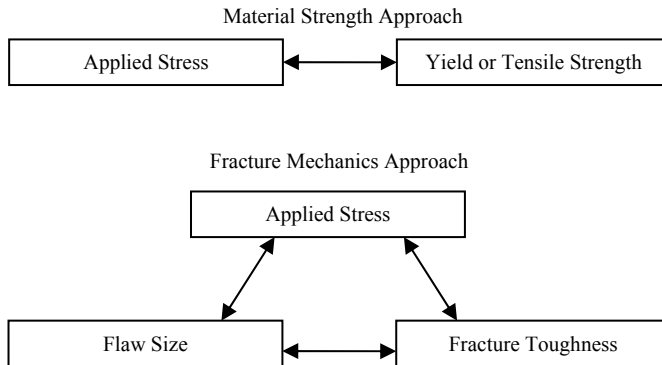 Material Strength Approach
Applied Stress
Yield or Tensile Strength
Fracture Mechanics Approach
Applied Stress
Flaw Size
Fracture Toughness